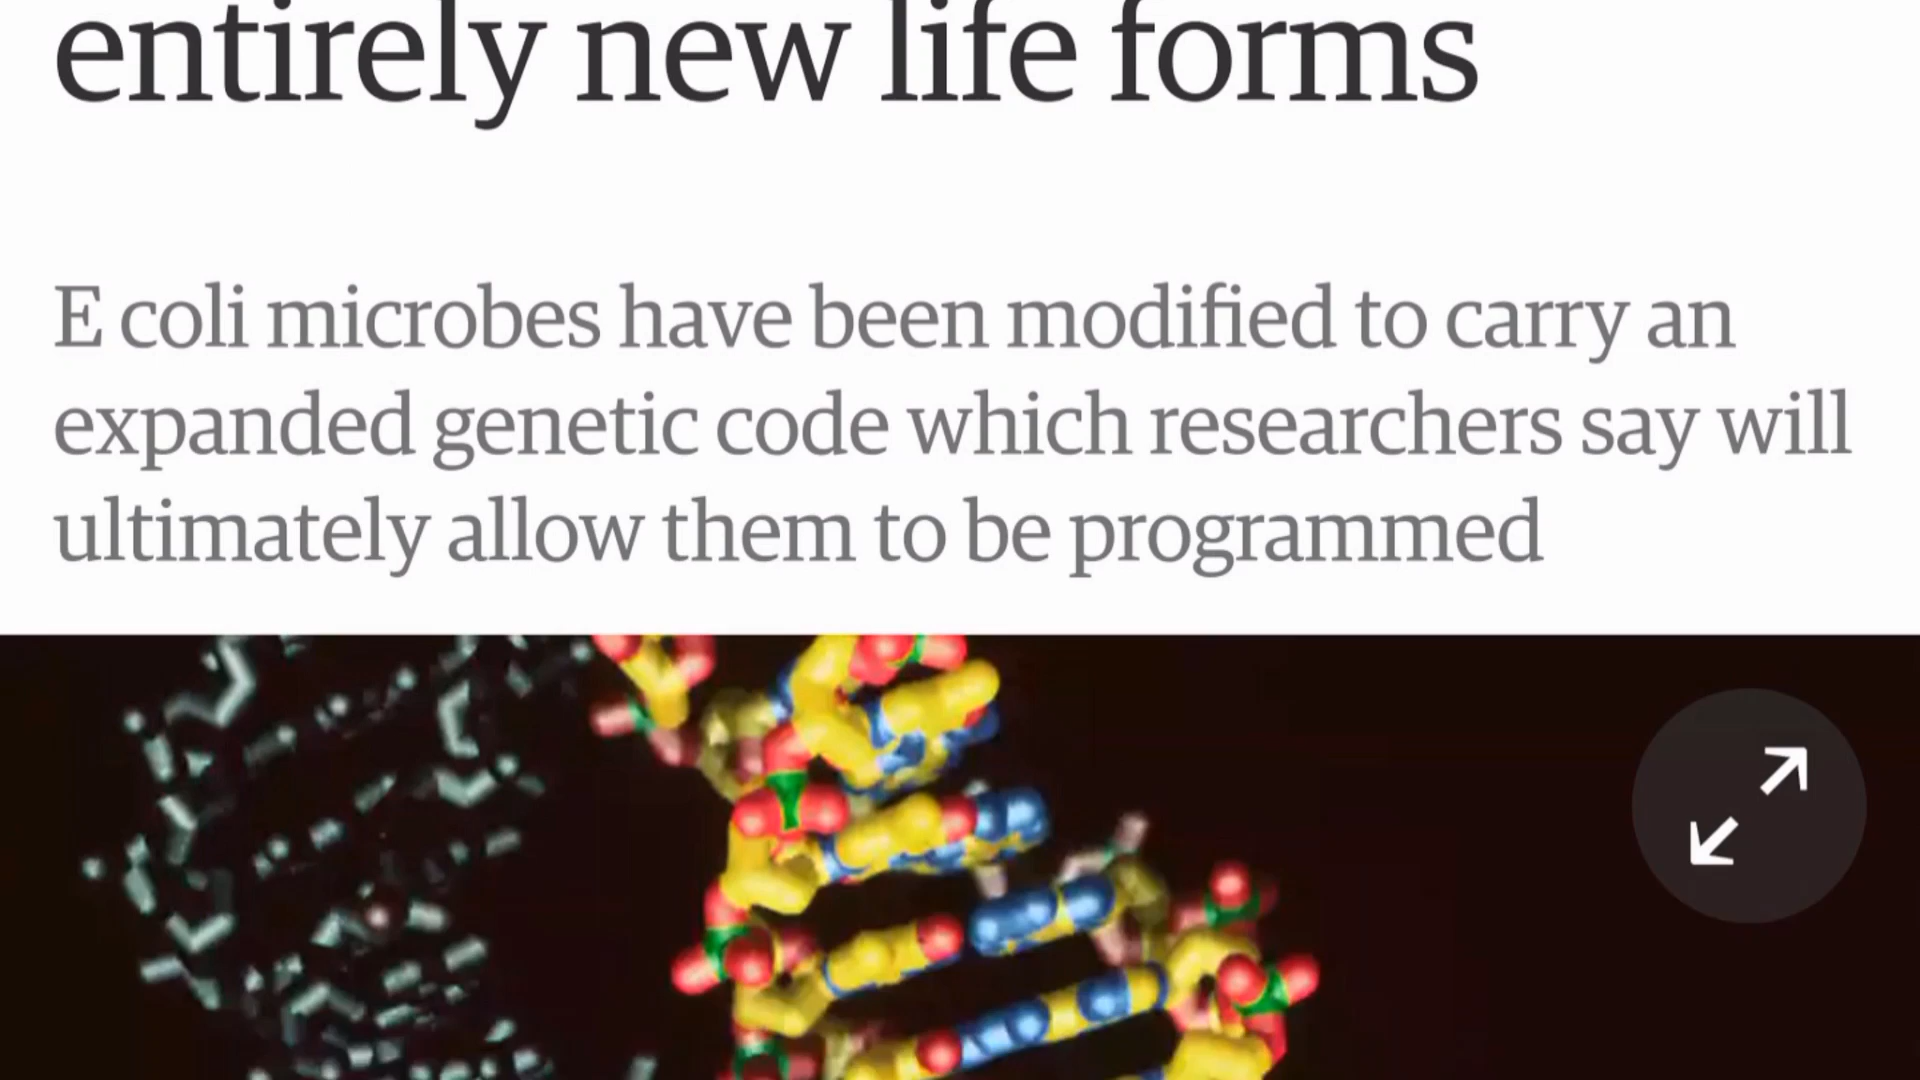 entirely new life forms
E coli microbes have been modified to carry an
expanded genetic code which researchers say will
ultimately allow them to be programmed